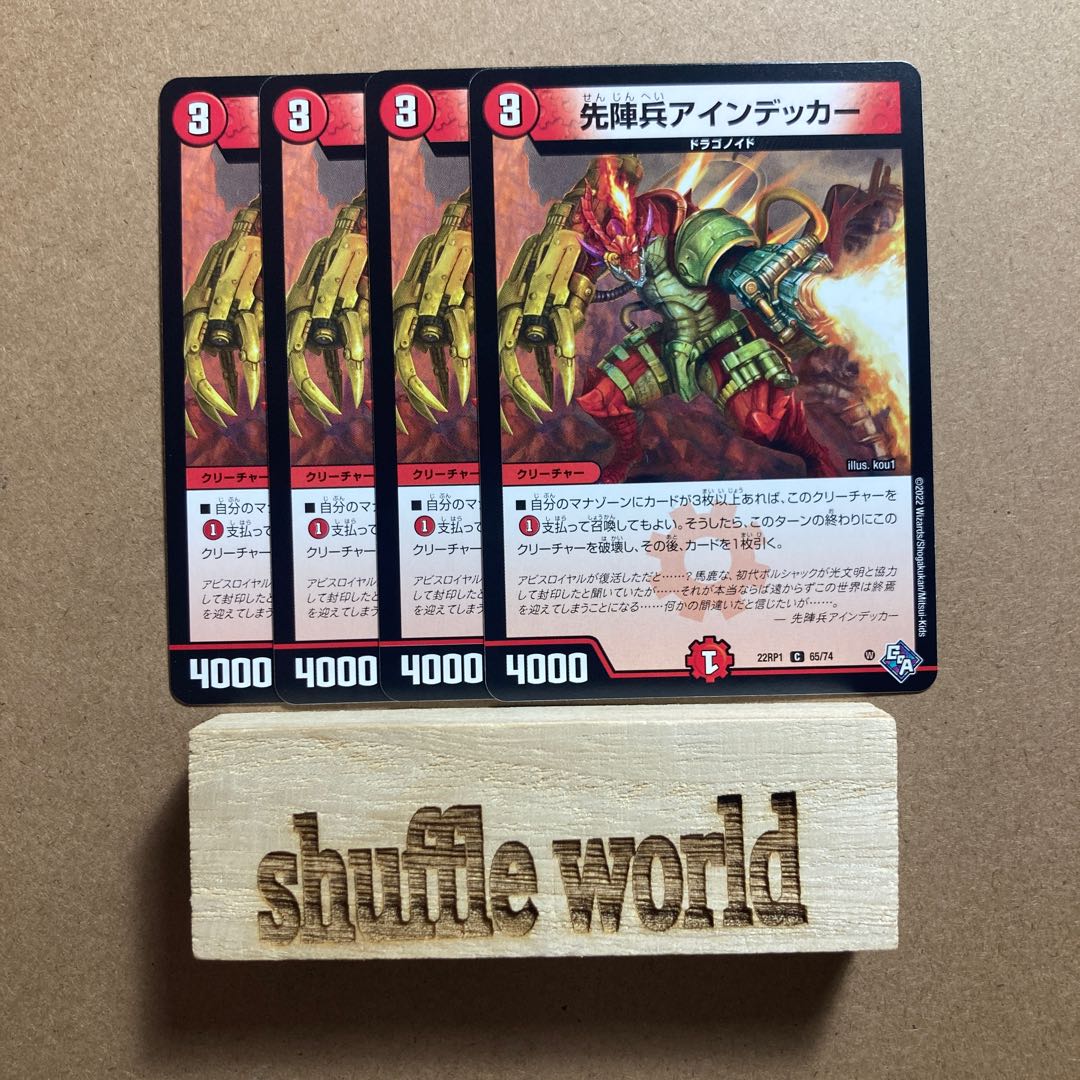 3
3
3
3
せんじんへい
先陣兵アインデッカー
ドラゴノイド
illus. kou1
クリーチャー
クリーチャー
クリーチャー
クリーチャー
■自分のマ
1支払って
クリーチャー
アビスロイヤル
して封印したと
を迎えてしまう
4000
■自分のマナ
1支払って
クリーチャー
アビスロイヤル
して封印したと
を迎えてしまう
4000
■自分のマナ
1支払って
クリーチャー
アビスロイヤル
して封印したと
を迎えてしまう
4000
■自分のマナゾーンにカードが3枚以上あれば、このクリーチャーを
1支払って召喚してもよい。そうしたら、このターンの終わりにこの
クリーチャーを破壊し、その後、カードを1枚引く。
アビスロイヤルが復活しただと……?馬鹿な、初代ボルシャックが光文明と協力
して封印したと聞いていたが……それが本当ならば遠からずこの世界は終焉
を迎えてしまうことになる……何かの間違いだと信じたいが……。
— 先陣兵アインデッカー
4000
1
22RP1 C 65/74
W
©2022 Wizards/Shogakukan/Mitsui-Kids
shuffle world